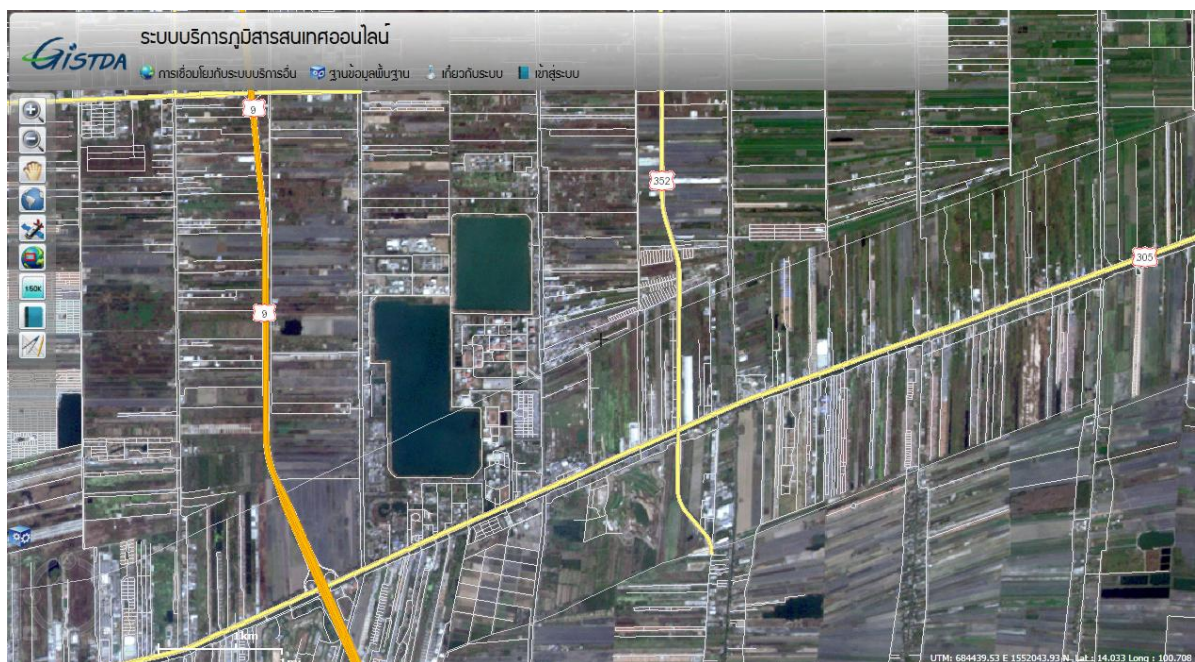 ระบบบริการภูมิสารสนเทศออนไลน์
GISTDA
การเชื่อมโยงกับระบบบริการอื่น ฐานข้อมูลพื้นฐาน เกี่ยวกับระบบ เข้าสู่ระบบ
9
352
305
1:50K
9
1km
UTM: 684439.53 E 1552043.93 N, Lat : 14.033 Long : 100.708